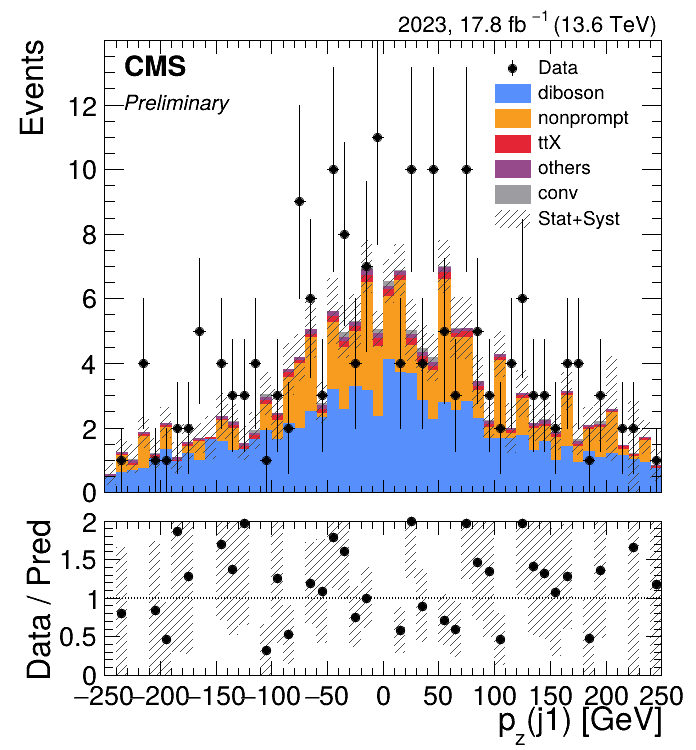 2023, 17.8 fb⁻¹ (13.6 TeV)
Events
CMS
Preliminary
Data
diboson
nonprompt
ttX
others
conv
Stat+Syst
12
10
8
6
4
2
0
Data / Pred
2
1.5
1
0.5
0
−250 −200 −150 −100 −50 0 50 100 150 200 250
p_z(j1) [GeV]